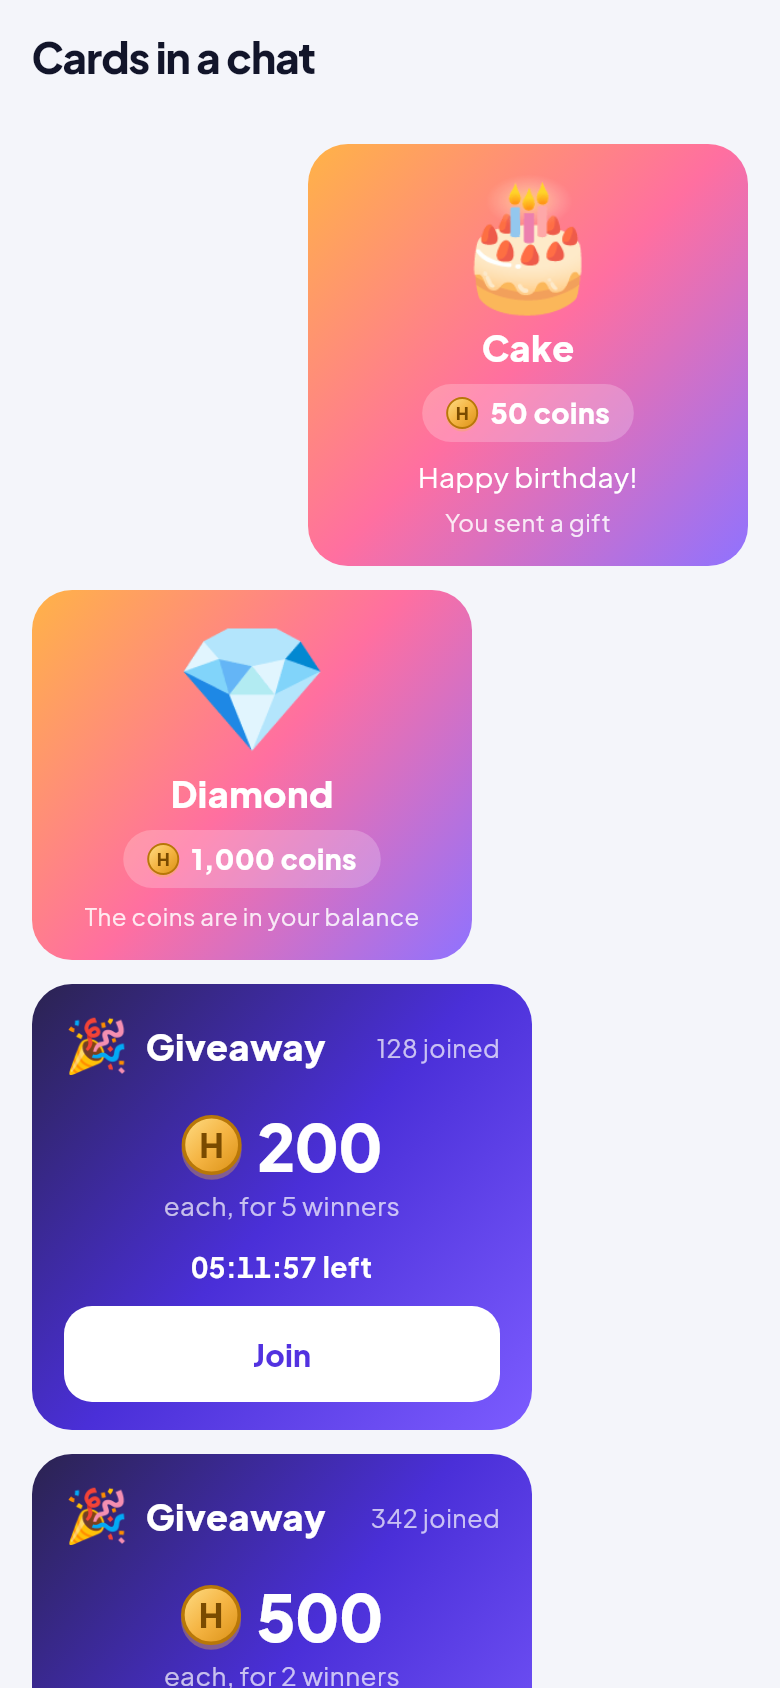 Cards in a chat
Cake
H 50 coins
Happy birthday!
You sent a gift
Diamond
H 1,000 coins
The coins are in your balance
Giveaway 128 joined
H 200
each, for 5 winners
05:11:57 left
Join
Giveaway 342 joined
H 500
each, for 2 winners